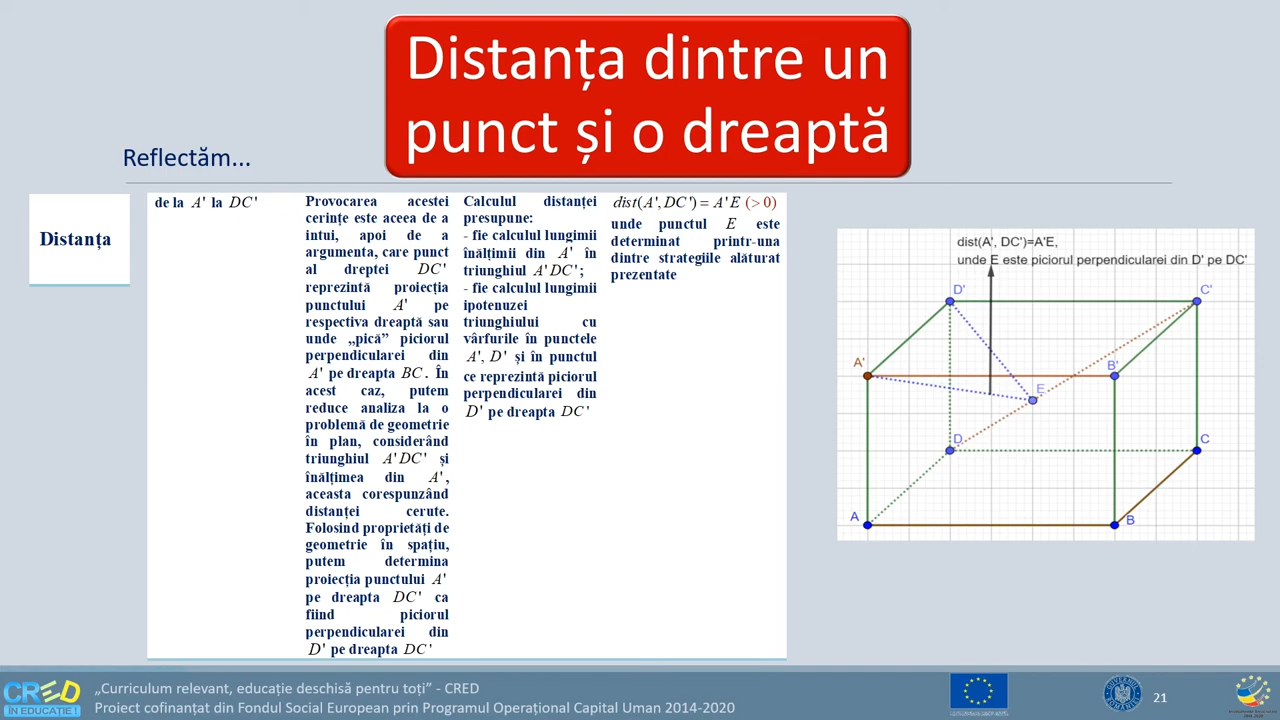 Distanța dintre un
punct și o dreaptă
Reflectăm...
Distanța
de la A' la DC'
Provocarea acestei
cerințe este aceea de a
intui, apoi de a
argumenta, care punct
al dreptei DC'
reprezintă proiecția
punctului A' pe
respectiva dreaptă sau
unde „pică” piciorul
perpendicularei din
A' pe dreapta BC. În
acest caz, putem
reduce analiza la o
problemă de geometrie
în plan, considerând
triunghiul A'DC' și
înălțimea din A',
aceasta corespunzând
distanței cerute.
Folosind proprietăți de
geometrie în spațiu,
putem determina
proiecția punctului A'
pe dreapta DC' ca
fiind piciorul
perpendicularei din
D' pe dreapta DC'
Calculul distanței
presupune:
- fie calculul lungimii
înălțimii din A' în
triunghiul A'DC';
- fie calculul lungimii
ipotenuzei
triunghiului cu
vârfurile în punctele
A', D' și în punctul
ce reprezintă piciorul
perpendicularei din
D' pe dreapta DC'
dist(A', DC') = A'E (>0)
unde punctul E este
determinat printr-una
dintre strategiile alăturat
prezentate
dist(A', DC')=A'E,
unde E este piciorul perpendicularei din D' pe DC'
D'
C'
A'
B'
E
D
C
A
B
CRED
ÎN EDUCAȚIE !
„Curriculum relevant, educație deschisă pentru toți” - CRED
Proiect cofinanțat din Fondul Social European prin Programul Operațional Capital Uman 2014-2020
21